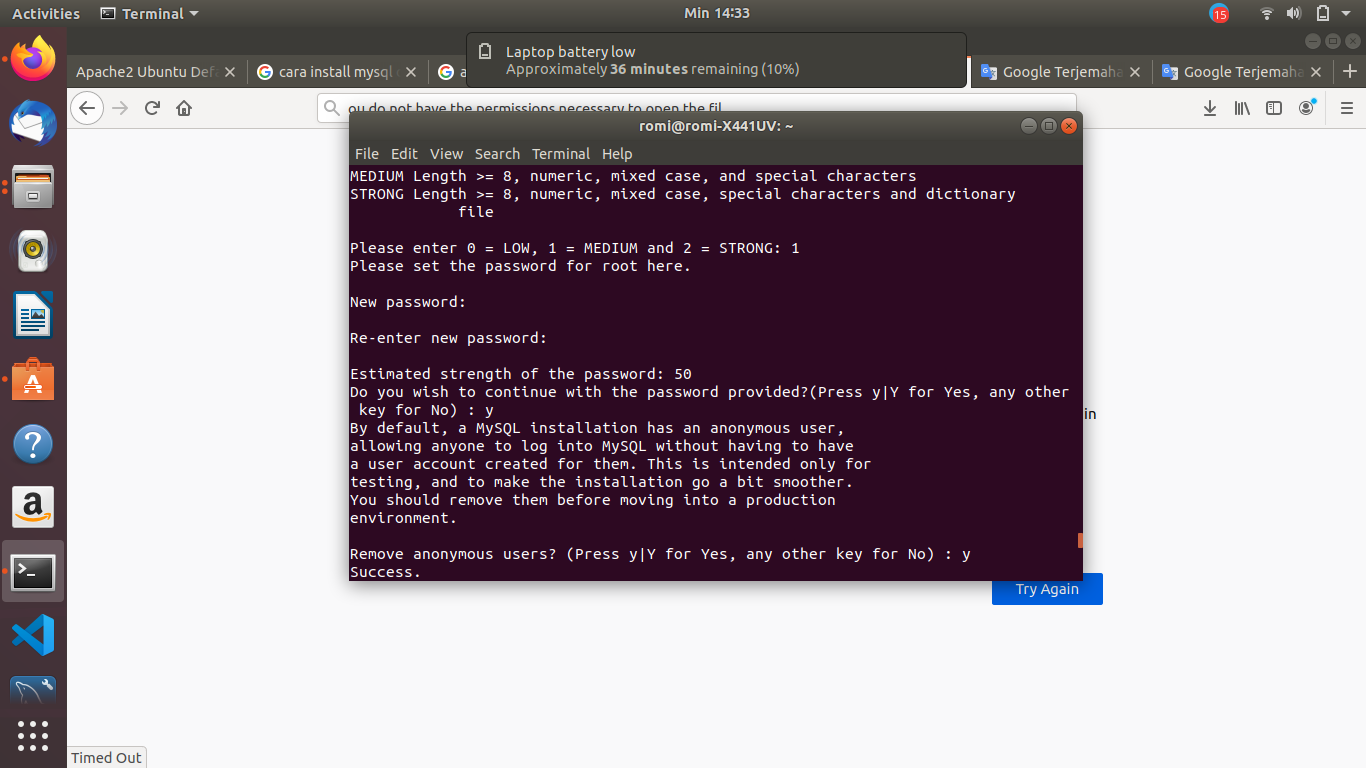 Activities
Terminal
Min 14:33
15
Laptop battery low
Approximately 36 minutes remaining (10%)
Apache2 Ubuntu Def
cara install mysql
a
Google Terjemaha
Google Terjemaha
ou do not have the permissions necessary to open the fil
romi@romi-X441UV: ~
File Edit View Search Terminal Help
MEDIUM Length >= 8, numeric, mixed case, and special characters
STRONG Length >= 8, numeric, mixed case, special characters and dictionary
file
Please enter 0 = LOW, 1 = MEDIUM and 2 = STRONG: 1
Please set the password for root here.
New password:
Re-enter new password:
Estimated strength of the password: 50
Do you wish to continue with the password provided?(Press y|Y for Yes, any other
key for No) : y
By default, a MySQL installation has an anonymous user,
allowing anyone to log into MySQL without having to have
a user account created for them. This is intended only for
testing, and to make the installation go a bit smoother.
You should remove them before moving into a production
environment.
Remove anonymous users? (Press y|Y for Yes, any other key for No) : y
Success.
in
Try Again
Timed Out